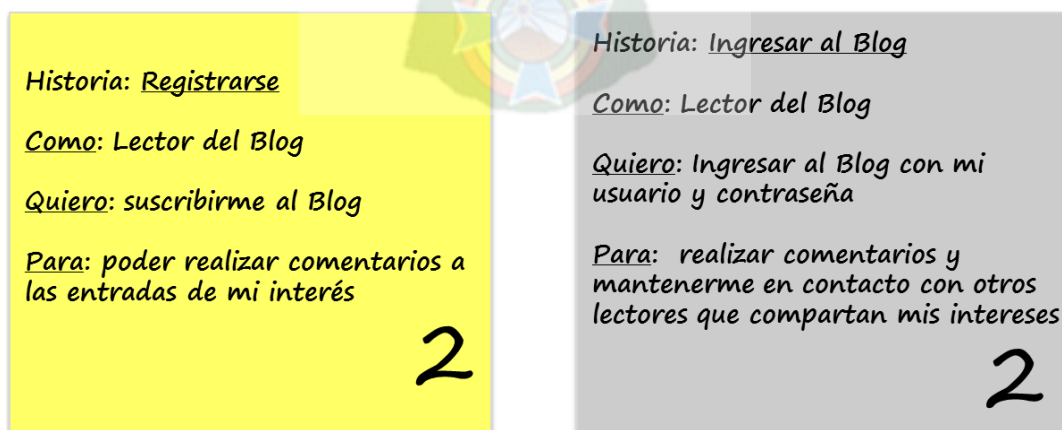 Historia: Registrarse
Como: Lector del Blog
Quiero: suscribirme al Blog
Para: poder realizar comentarios a
las entradas de mi interés
2
Historia: Ingresar al Blog
Como: Lector del Blog
Quiero: Ingresar al Blog con mi
usuario y contraseña
Para: realizar comentarios y
mantenerme en contacto con otros
lectores que compartan mis intereses
2